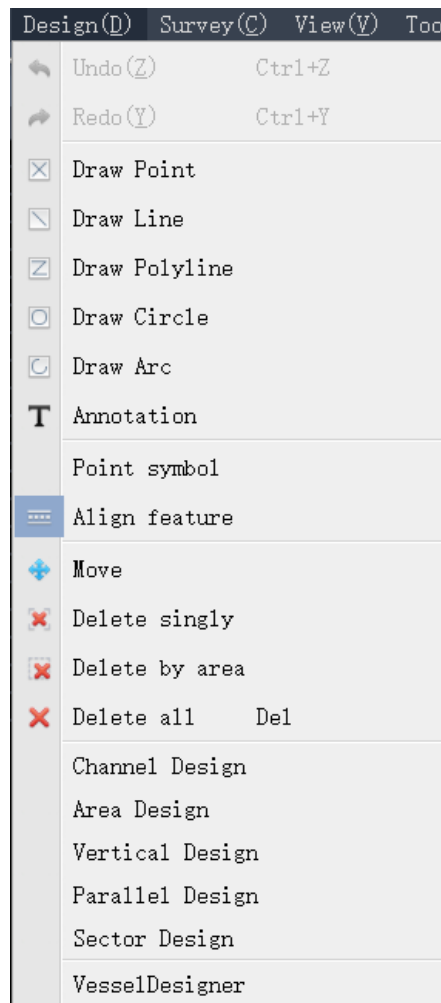 Design(D) Survey(C) View(V) Too
Undo(Z) Ctrl+Z
Redo(Y) Ctrl+Y
Draw Point
Draw Line
Draw Polyline
Draw Circle
Draw Arc
T Annotation
Point symbol
Align feature
Move
Delete singly
Delete by area
Delete all Del
Channel Design
Area Design
Vertical Design
Parallel Design
Sector Design
VesselDesigner